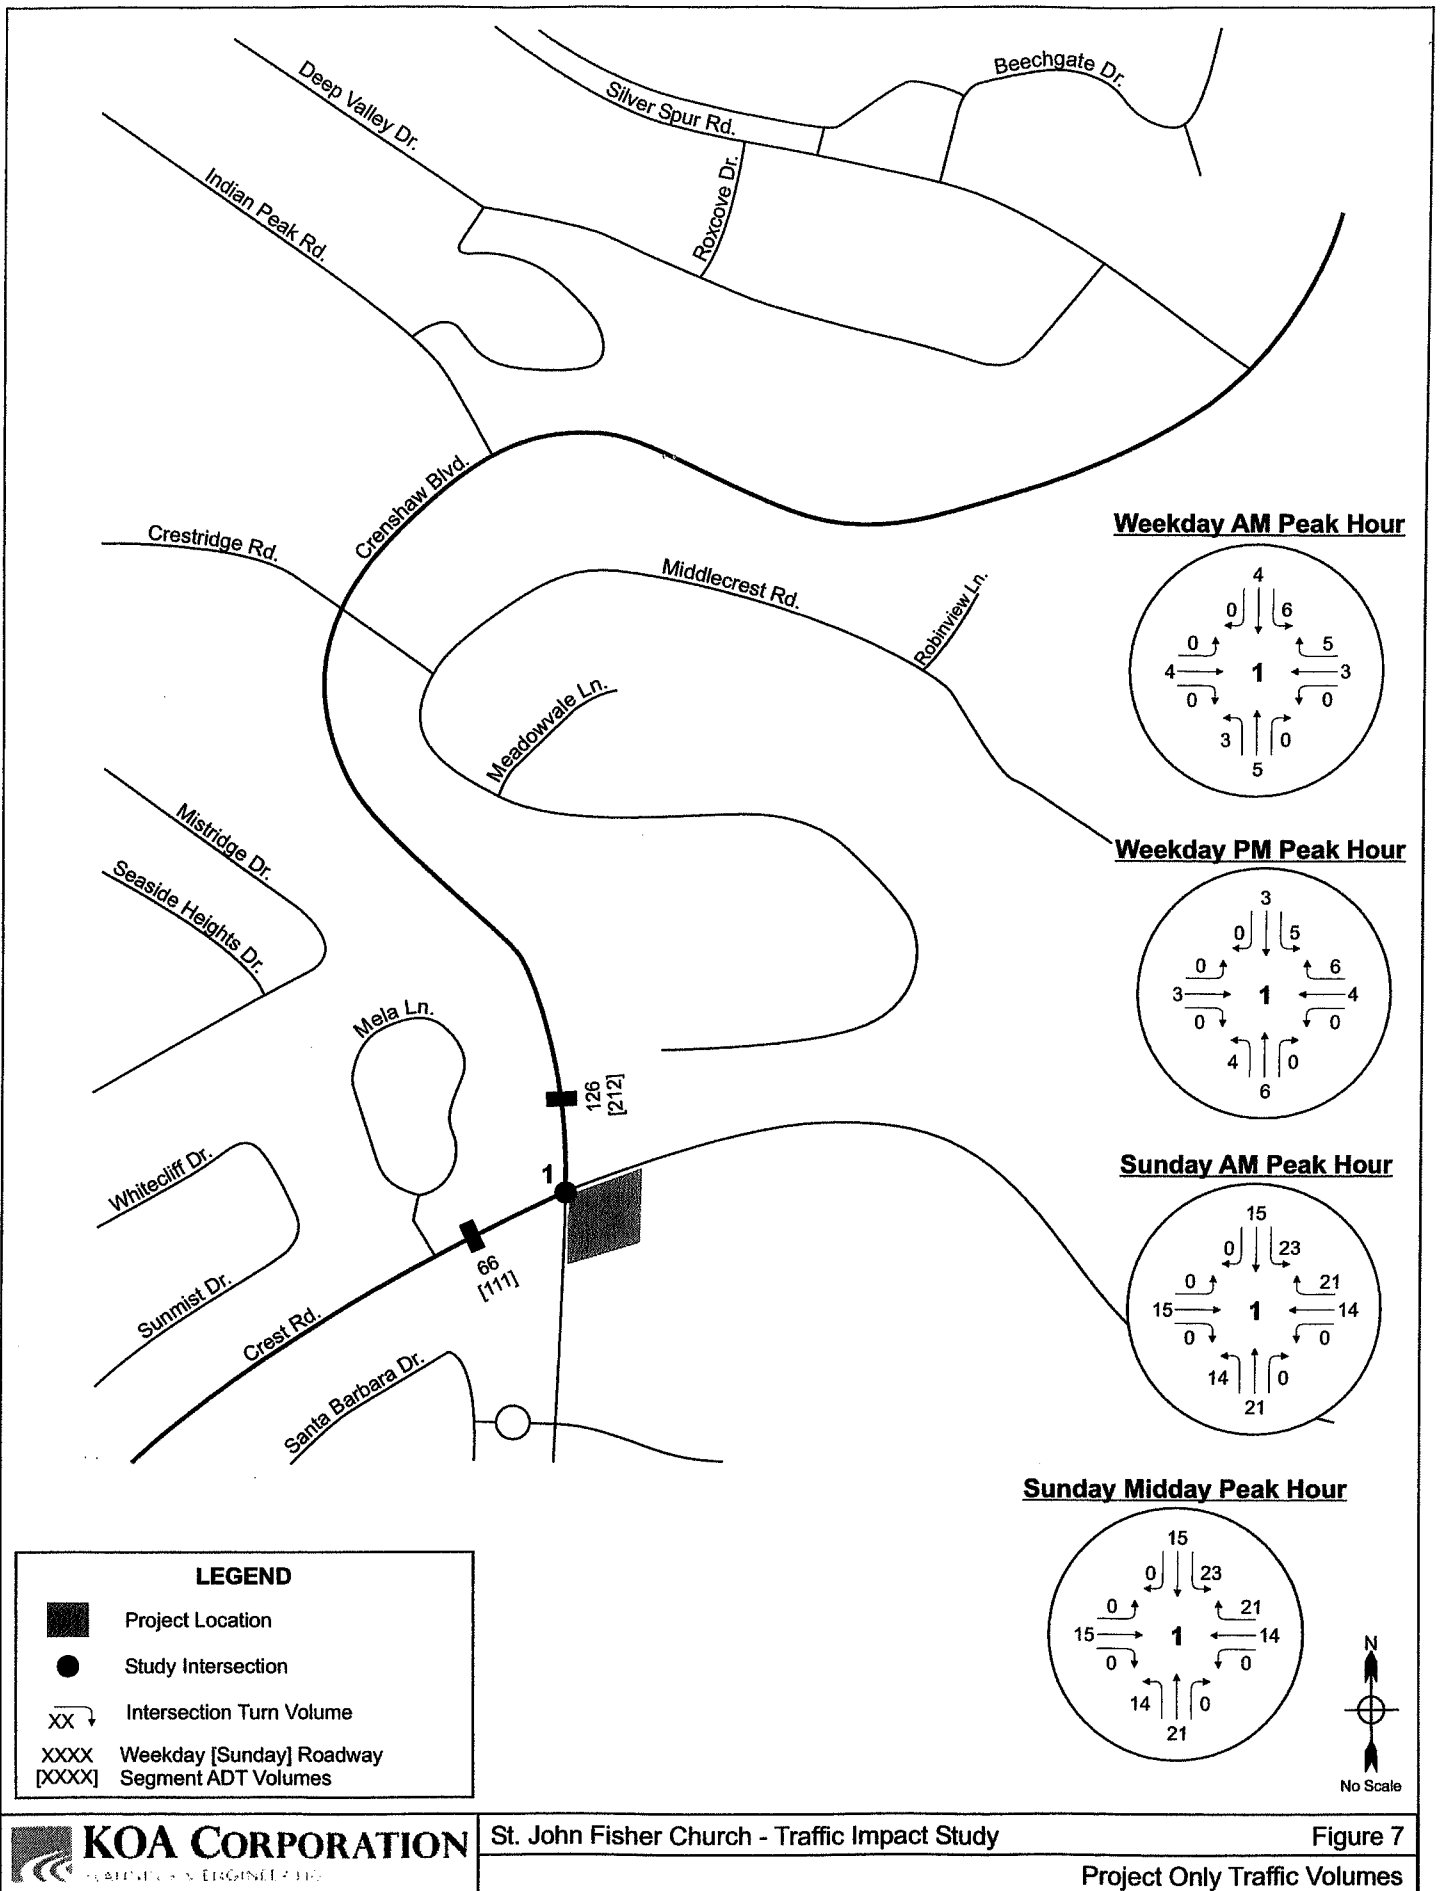 Beechgate Dr.
Deep Valley Dr.
Silver Spur Rd.
Indian Peak Rd.
Roxcove Dr.
Crenshaw Blvd.
Crestridge Rd.
Middlecrest Rd.
Robinview Ln.
Meadowvale Ln.
Mistridge Dr.
Seaside Heights Dr.
Mela Ln.
126
[212]
1
Whitecliff Dr.
66
[111]
Sunmist Dr.
Crest Rd.
Santa Barbara Dr.
Weekday AM Peak Hour
4
0 6
0 5
4 1 3
0 0
3 0
5
Weekday PM Peak Hour
3
0 5
0 6
3 1 4
0 0
4 0
6
Sunday AM Peak Hour
15
0 23
0 21
15 1 14
0 0
14 0
21
Sunday Midday Peak Hour
15
0 23
0 21
15 1 14
0 0
14 0
21
N
No Scale
LEGEND
Project Location
Study Intersection
XX Intersection Turn Volume
XXXX Weekday [Sunday] Roadway
[XXXX] Segment ADT Volumes
KOA CORPORATION
St. John Fisher Church - Traffic Impact Study
Figure 7
Project Only Traffic Volumes